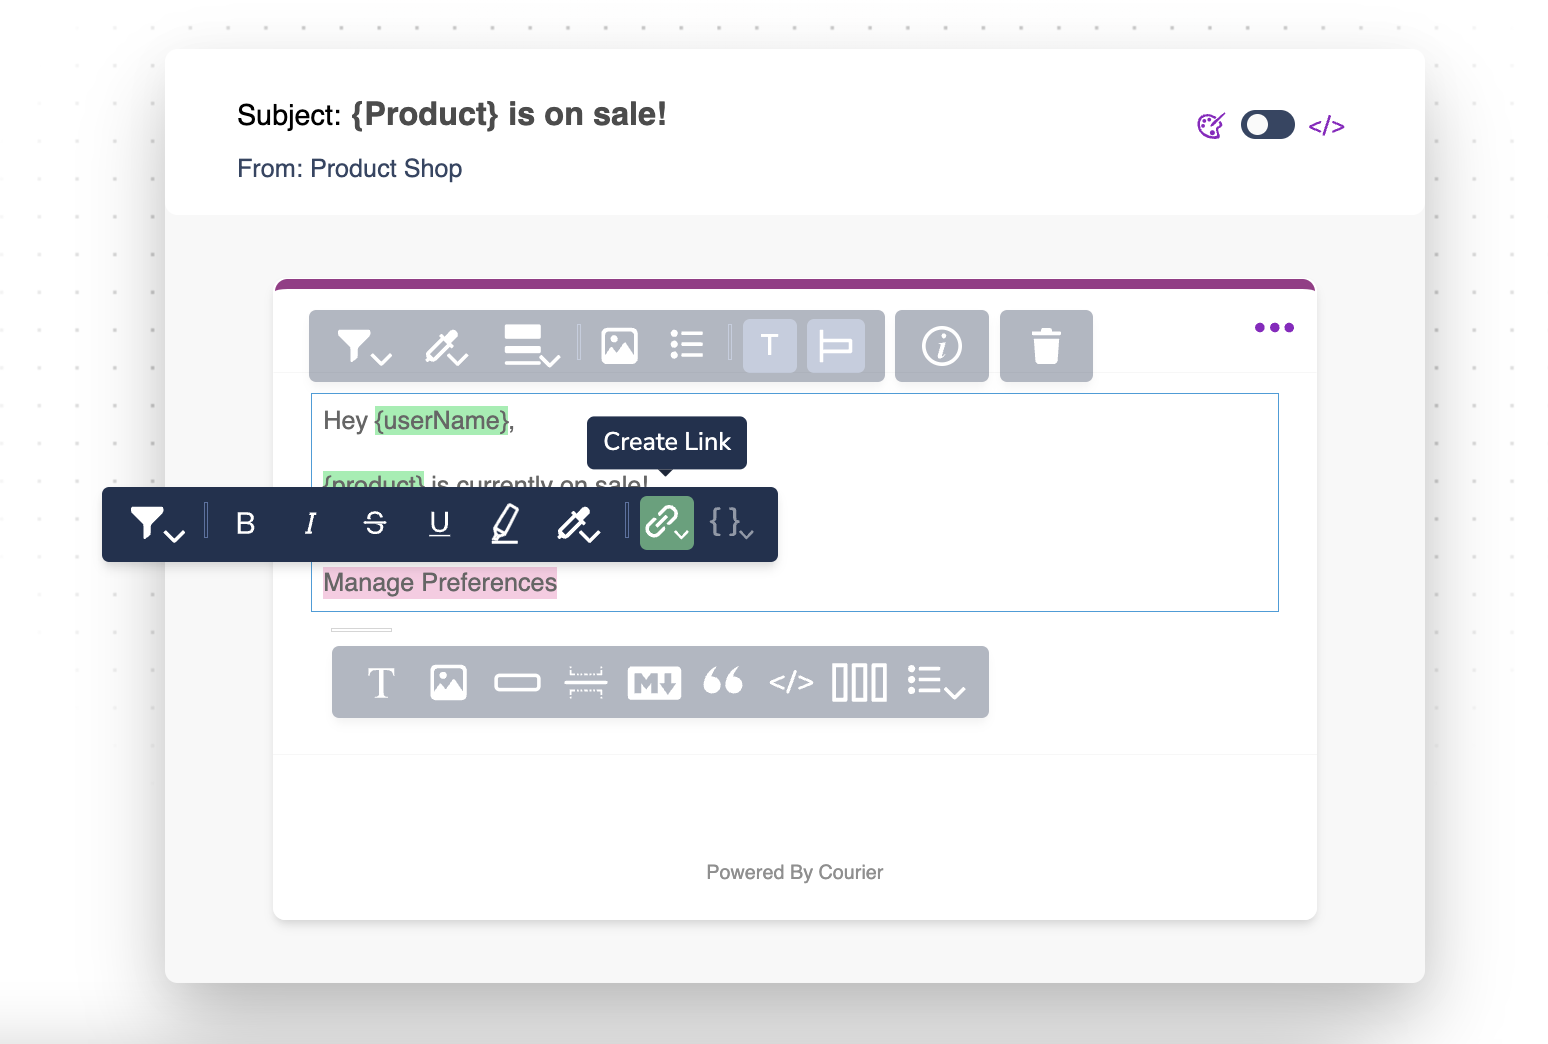 Subject: {Product} is on sale!
From: Product Shop
</>
T
i
Hey {userName},
Create Link
{product} is currently on sale!
B I S U { }
Manage Preferences
T M </>
Powered By Courier